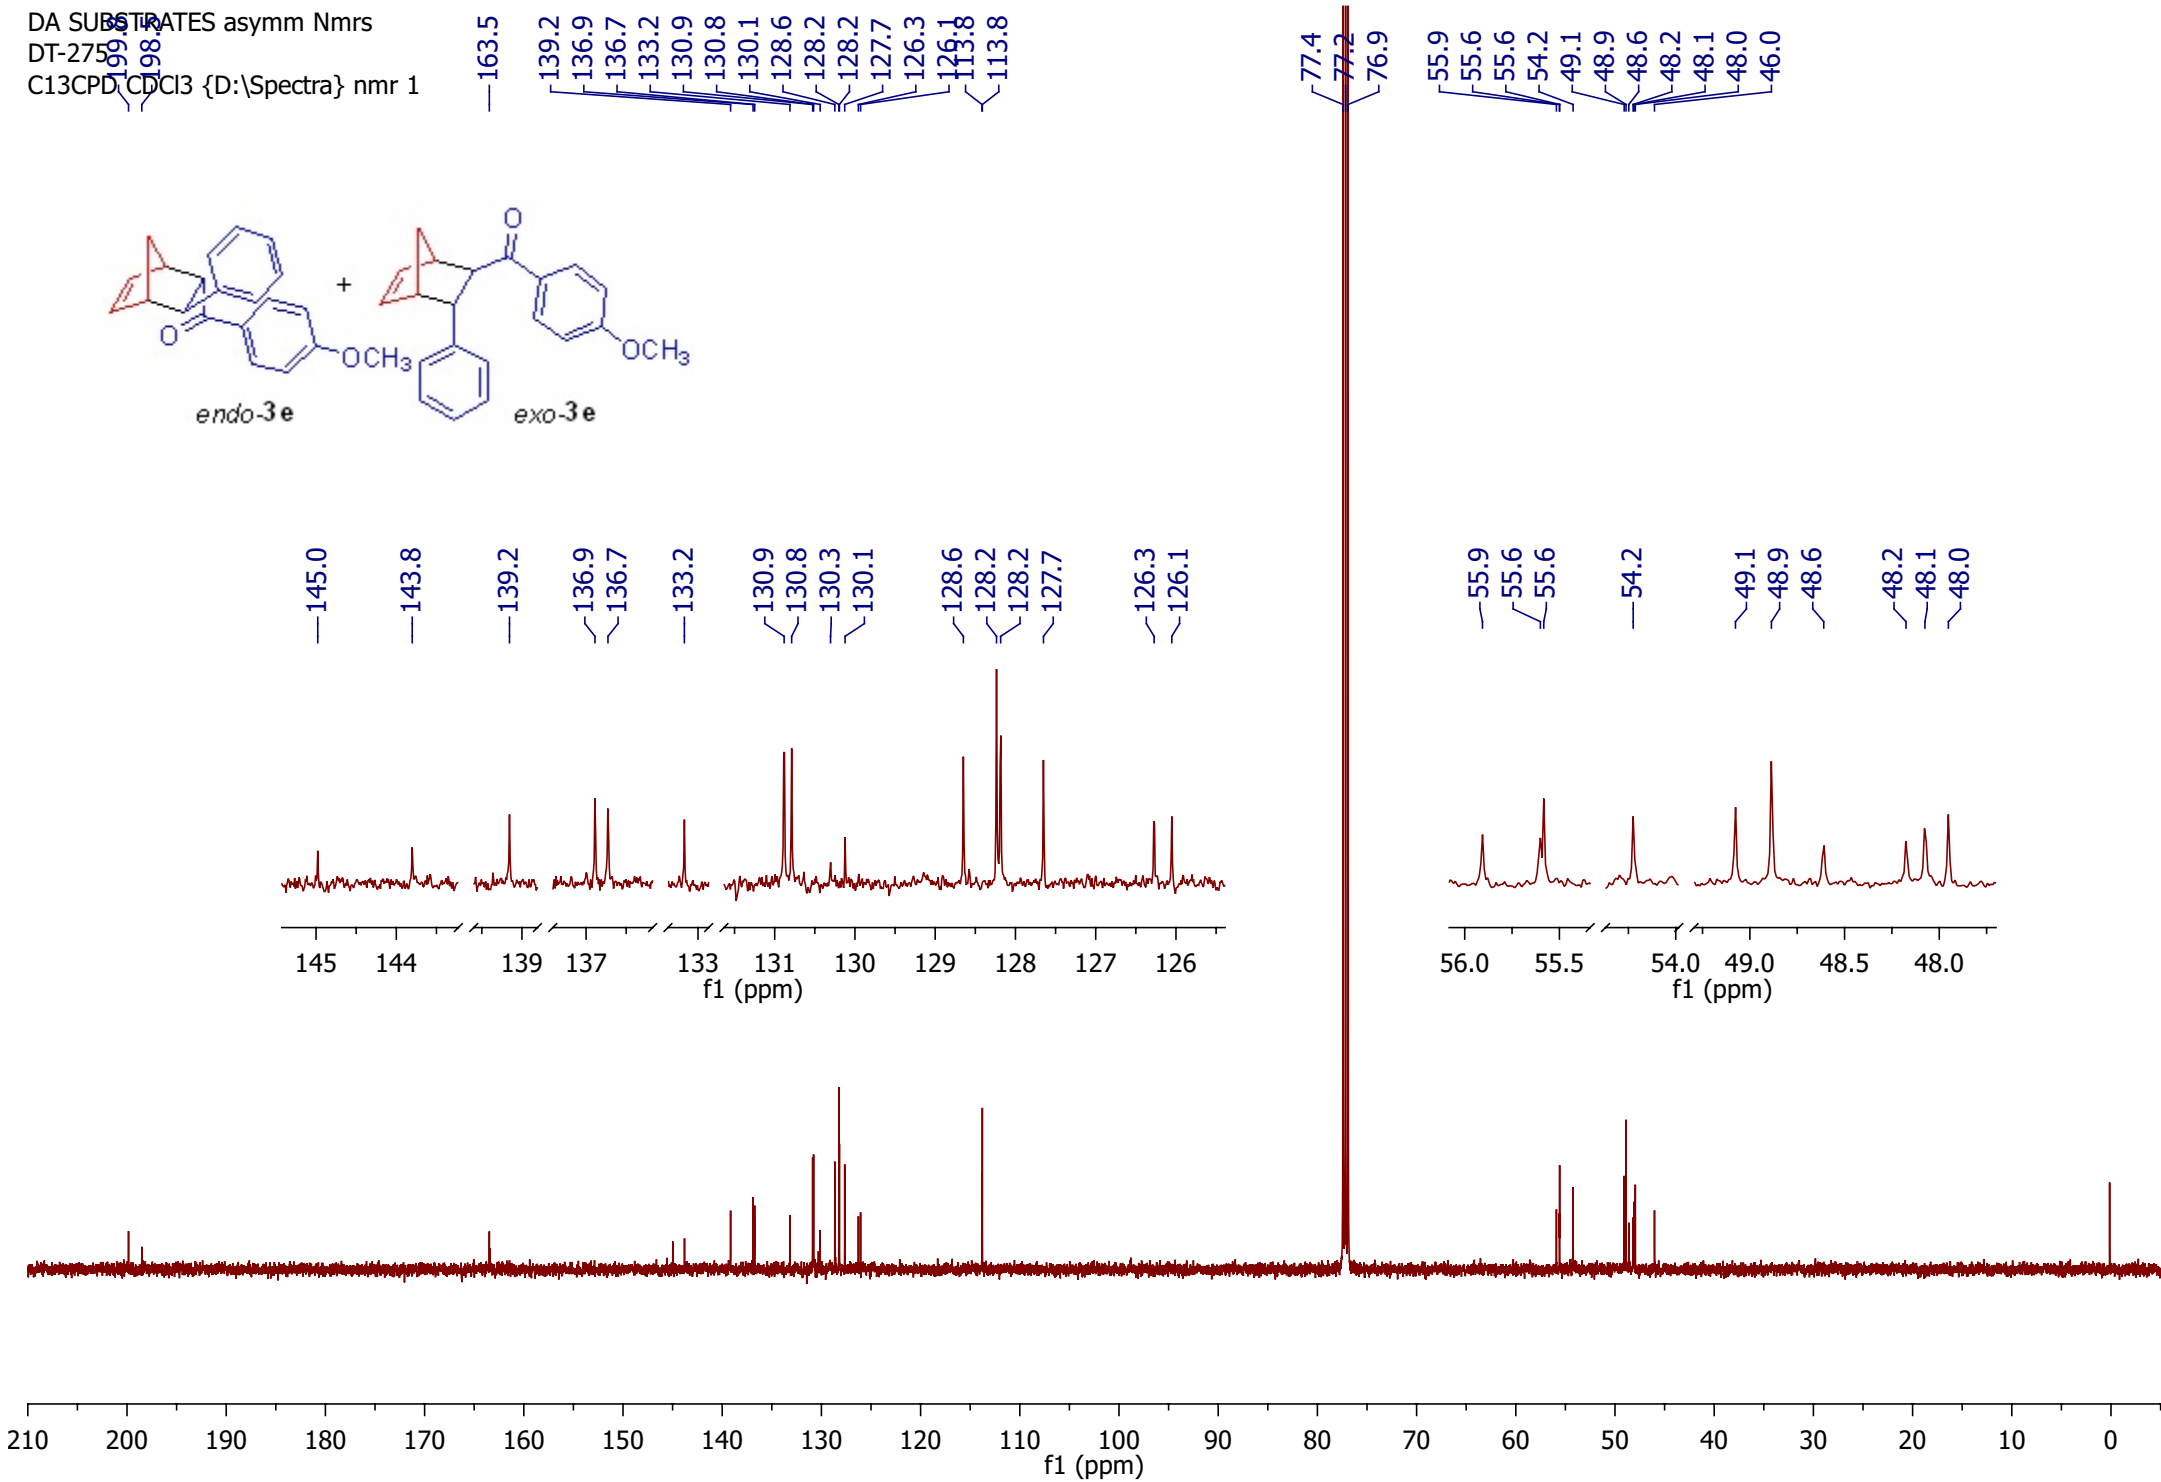 DA SUBSTRATES asymm Nmrs
DT-275
C13CPD CDCl3 {D:\Spectra} nmr 1
199.8 198.5 163.5 139.2 136.9 136.7 133.2 130.9 130.8 130.1 128.6 128.2 128.2 127.7 126.3 126.1 113.8 113.8 77.4 77.2 76.9 55.9 55.6 55.6 54.2 49.1 48.9 48.6 48.2 48.1 48.0 46.0
O
+
O
OCH3
O
OCH3
endo-3e
exo-3e
145.0 143.8 139.2 136.9 136.7 133.2 130.9 130.8 130.3 130.1 128.6 128.2 128.2 127.7 126.3 126.1
55.9 55.6 55.6 54.2 49.1 48.9 48.6 48.2 48.1 48.0
145 144 139 137 133 131 130 129 128 127 126
f1 (ppm)
56.0 55.5 54.0 49.0 48.5 48.0
f1 (ppm)
210 200 190 180 170 160 150 140 130 120 110 100 90 80 70 60 50 40 30 20 10 0
f1 (ppm)